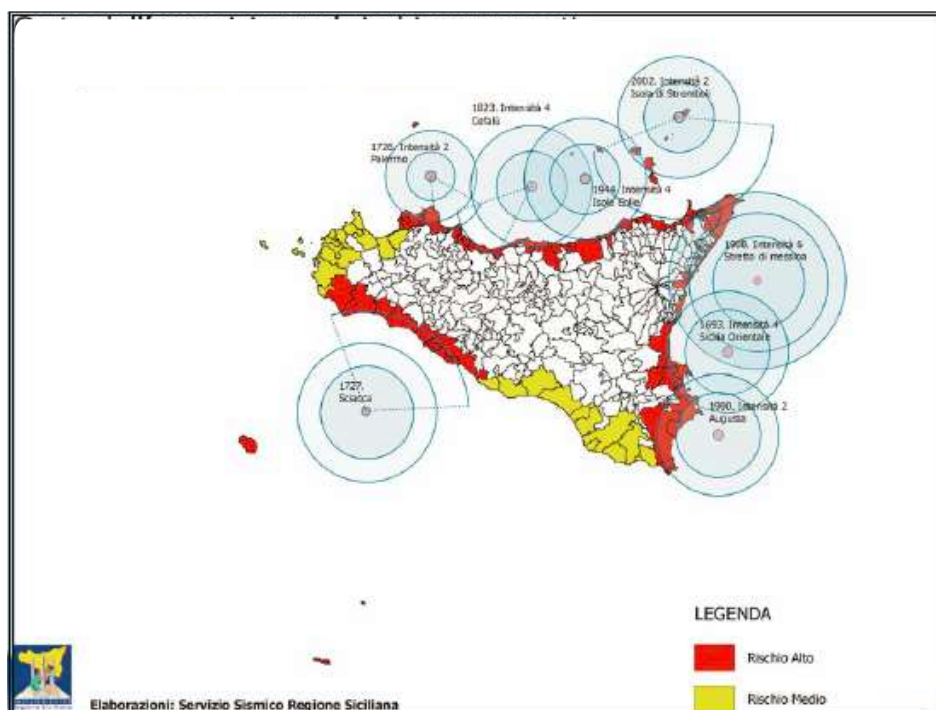 2002. Intensità 2
Isola di Stromboli
1823. Intensità 4
Cefalù
1726. Intensità 2
Palermo
1944. Intensità 4
Isole Eolie
1908. Intensità 6
Stretto di messina
1693. Intensità 4
Sicilia Orientale
1727.
Sciacca
1990. Intensità 2
Augusta
LEGENDA
Rischio Alto
Rischio Medio
Elaborazioni: Servizio Sismico Regione Siciliana